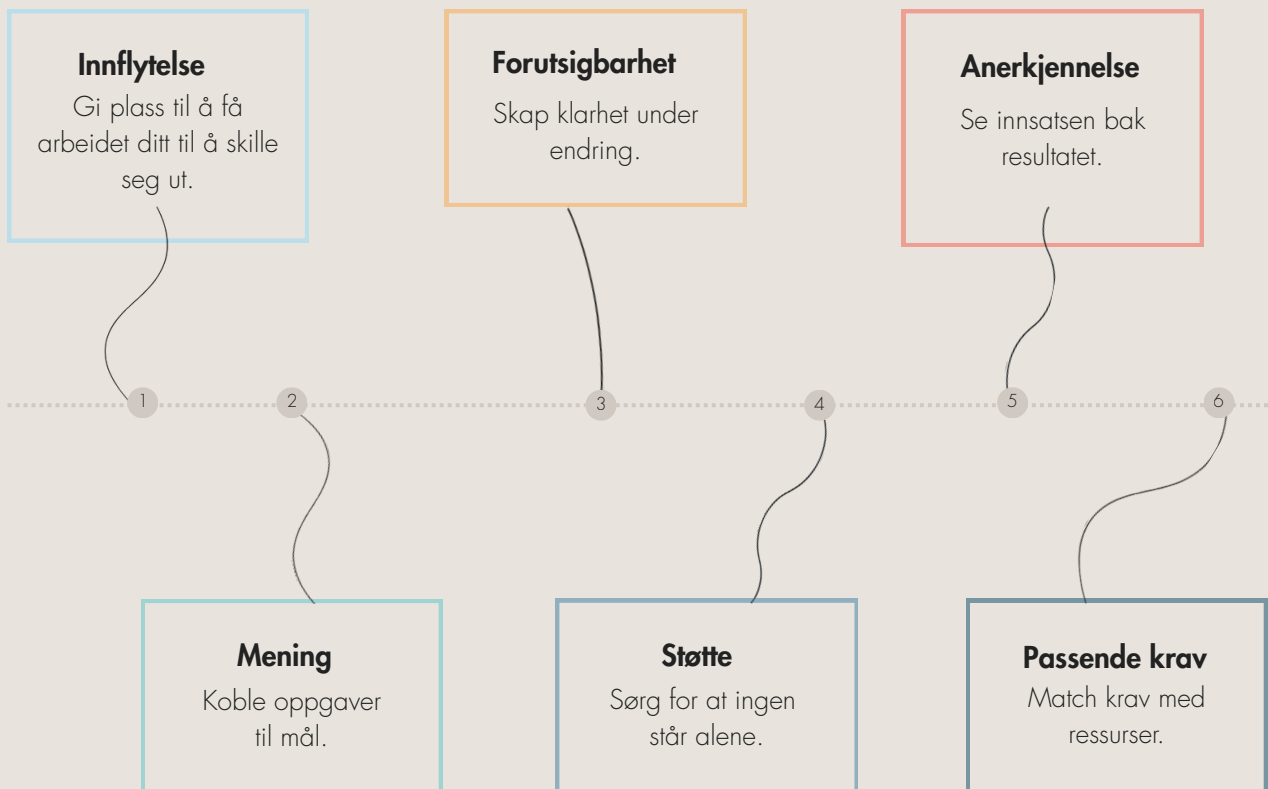 Innflytelse
Gi plass til å få
arbeidet ditt til å skille
seg ut.
Forutsigbarhet
Skap klarhet under
endring.
Anerkjennelse
Se innsatsen bak
resultatet.
1
2
3
4
5
6
Mening
Koble oppgaver
til mål.
Støtte
Sørg for at ingen
står alene.
Passende krav
Match krav med
ressurser.